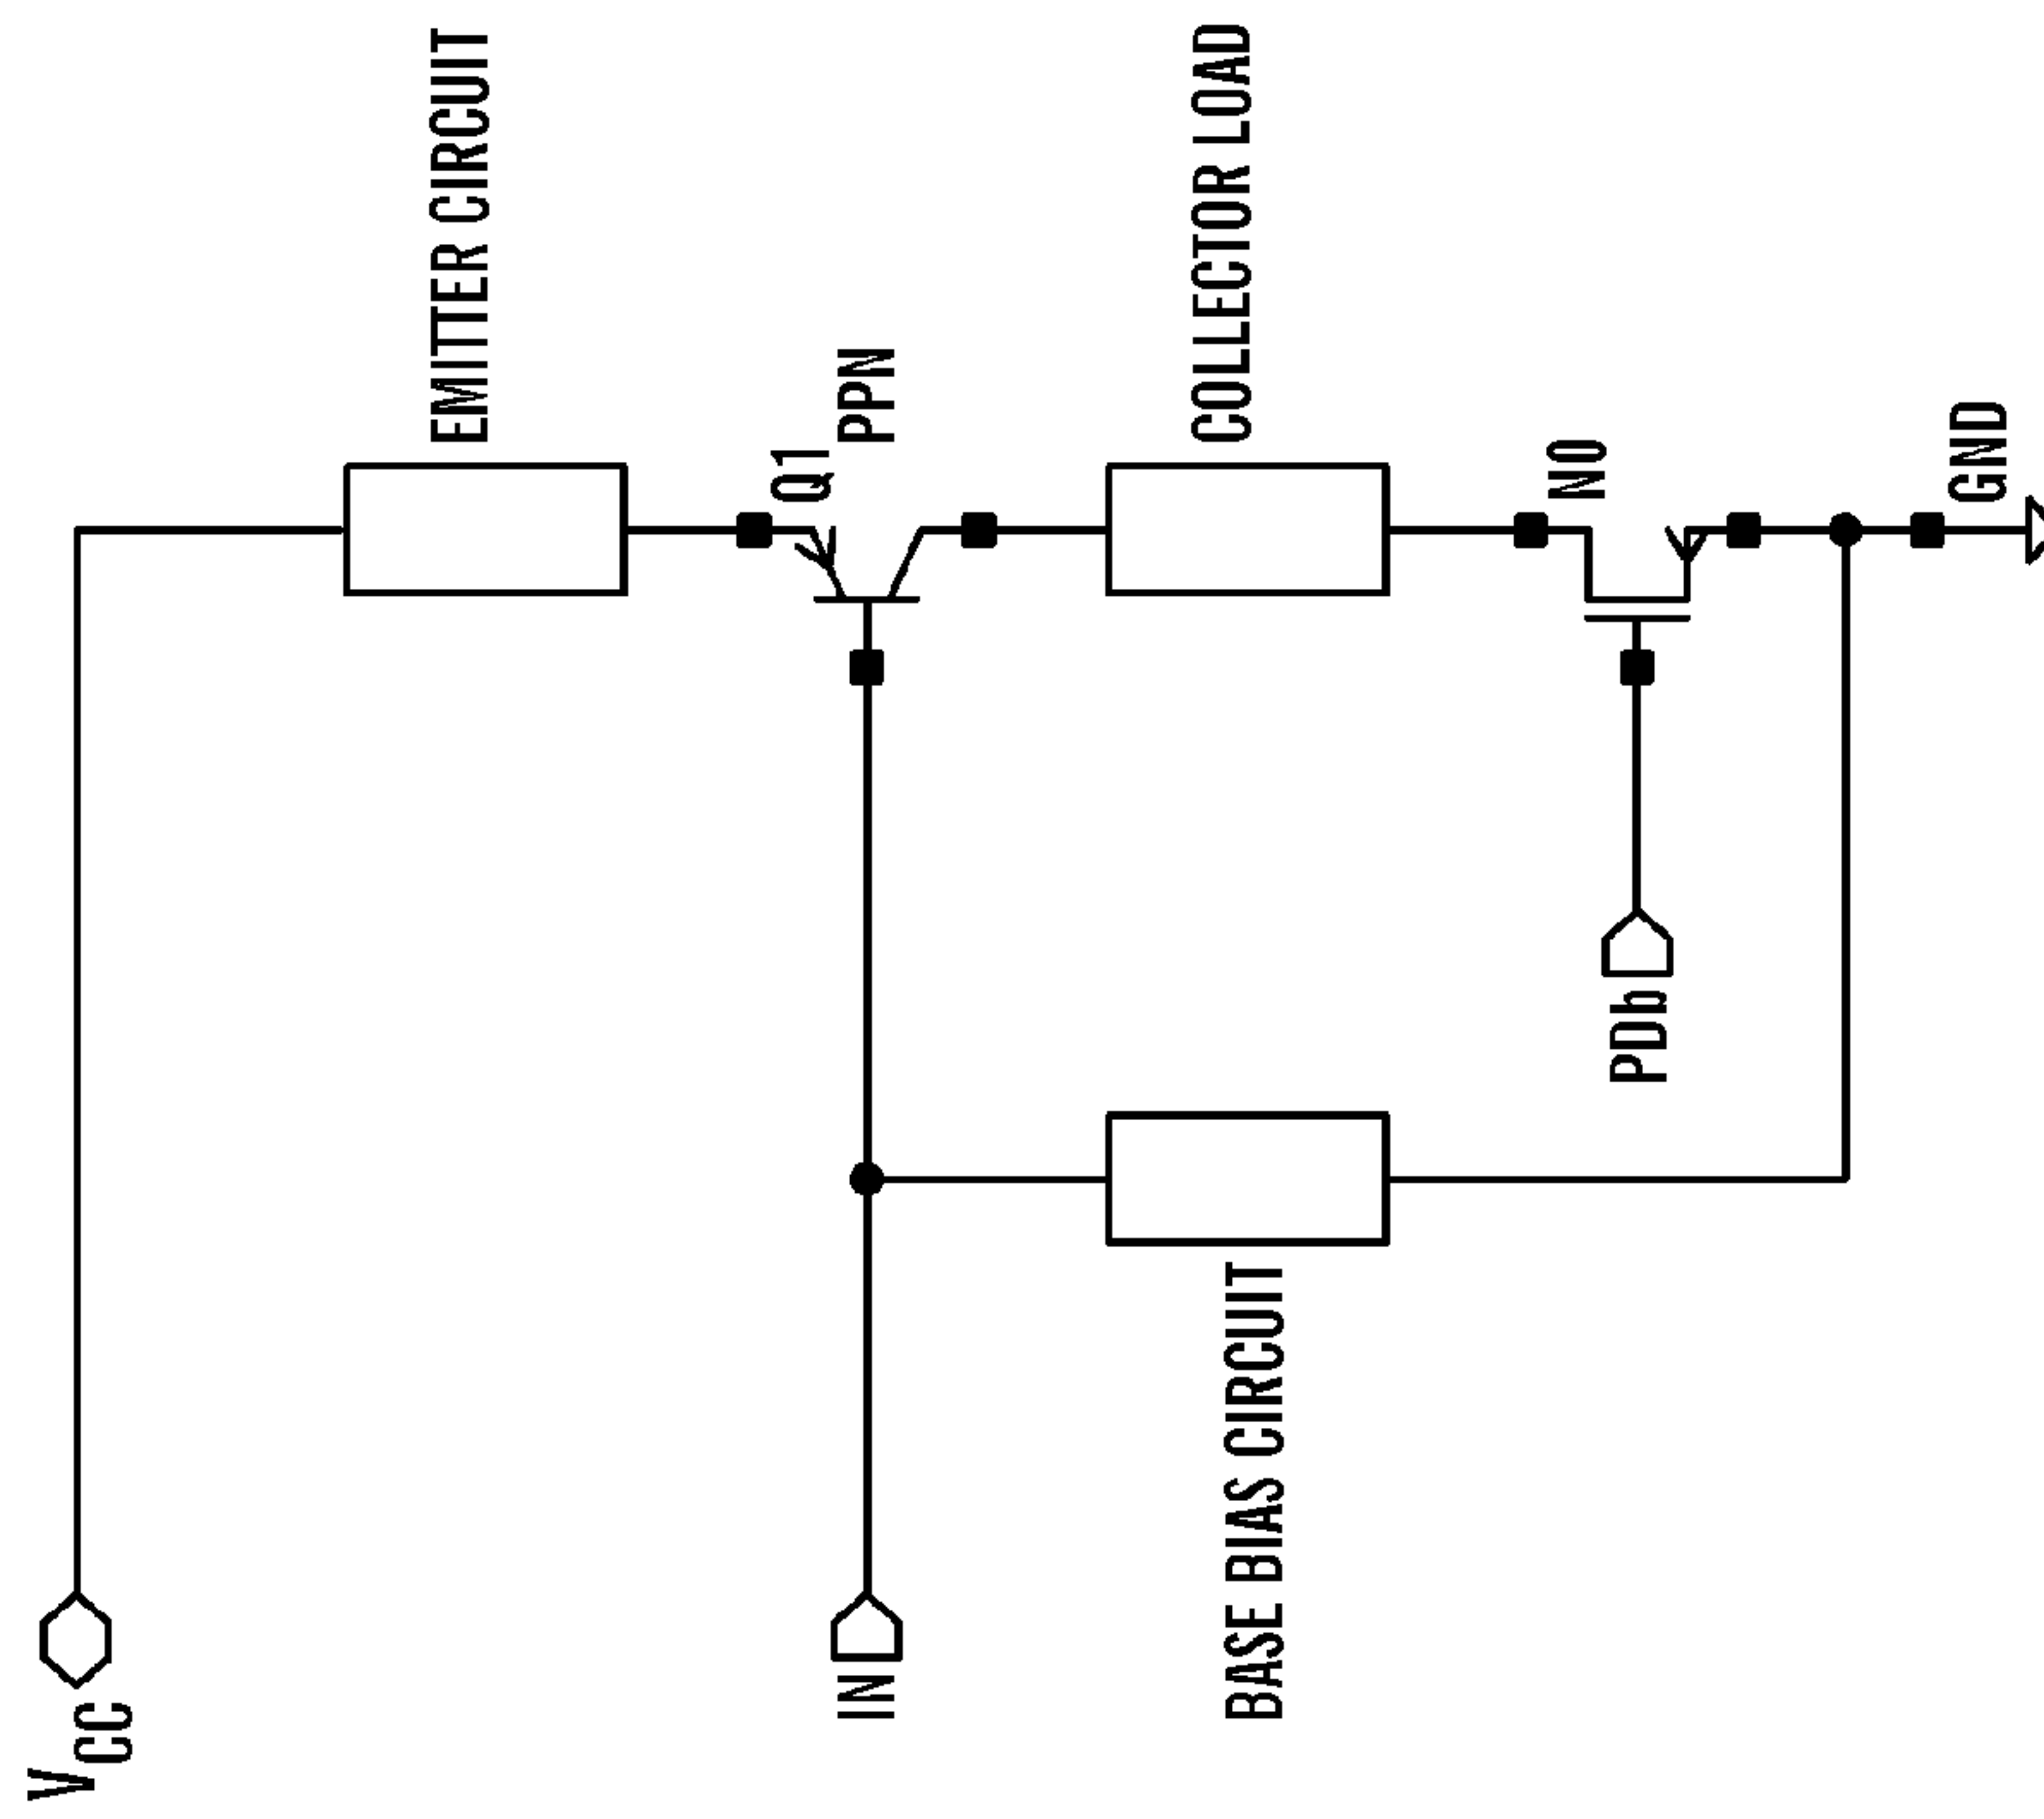 VCC
EMITTER CIRCUIT
Q1
PPN
IN
COLLECTOR LOAD
BASE BIAS CIRCUIT
N0
PDb
GND